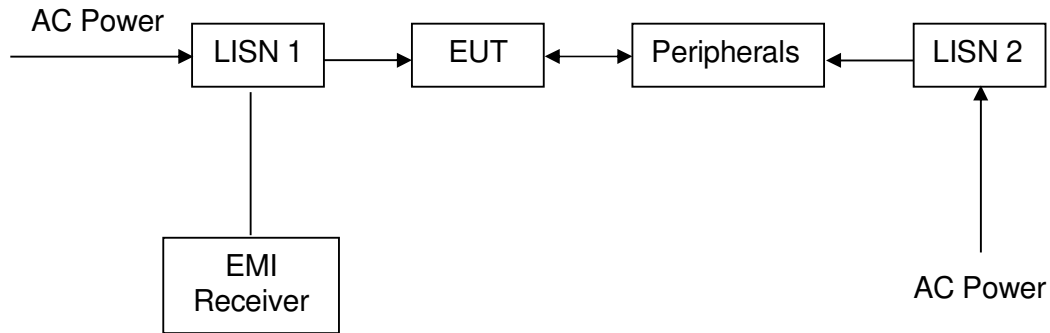 AC Power
LISN 1
EUT
Peripherals
LISN 2
EMI
Receiver
AC Power